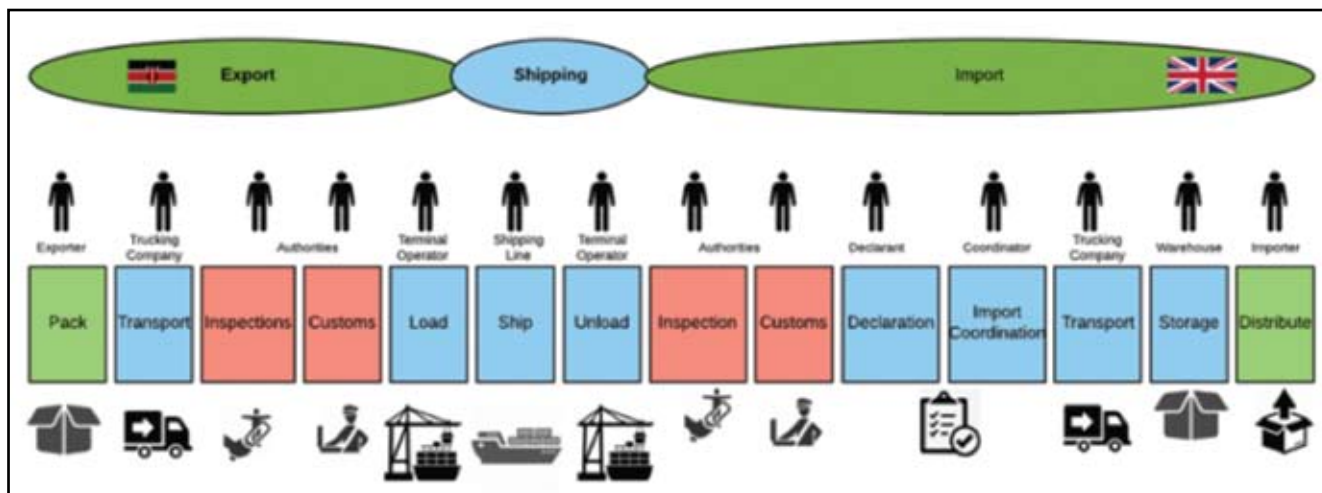 Export
Shipping
Import
Exporter
Trucking
Company
Authorities
Terminal
Operator
Shipping
Line
Terminal
Operator
Authorities
Declarant
Coordinator
Trucking
Company
Warehouse
Importer
Pack
Transport
Inspections
Customs
Load
Ship
Unload
Inspection
Customs
Declaration
Import
Coordination
Transport
Storage
Distribute